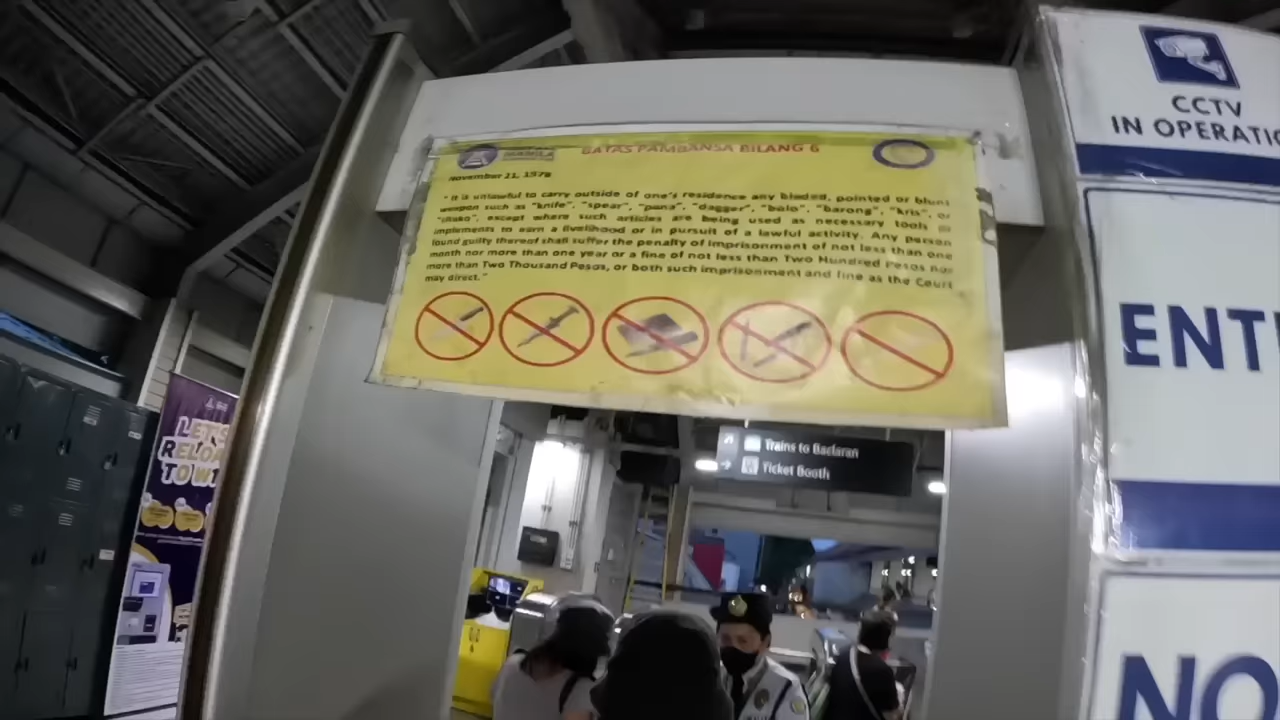 BATAS PAMBANSA BILANG 6
November 21, 1979
"It is unlawful to carry outside of one's residence any bladed, pointed or blunt
weapon such as "knife", "spear", "pana", "dagger", "bolo", "barong", "kris", or
"chako", except where such articles are being used as necessary tools or
implements to earn a livelihood or in pursuit of a lawful activity. Any person
found guilty thereof shall suffer the penalty of imprisonment of not less than one
month nor more than one year or a fine of not less than Two Hundred Pesos nor
more than Two Thousand Pesos, or both such imprisonment and fine as the Court
may direct."
CCTV
IN OPERATIO
ENT
NO
Trains to Baclaran
Ticket Booth
LET'S
RELOA
TOW